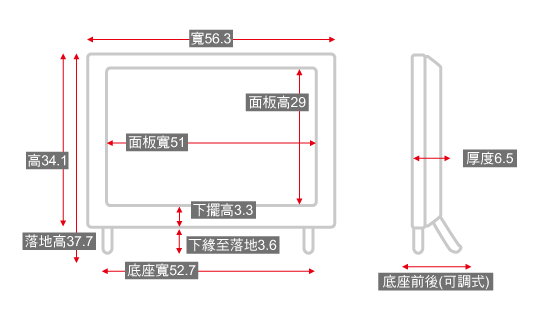 寬56.3
面板高29
面板寬51
高34.1
厚度6.5
下擺高3.3
落地高37.7
下緣至落地3.6
底座寬52.7
底座前後(可調式)